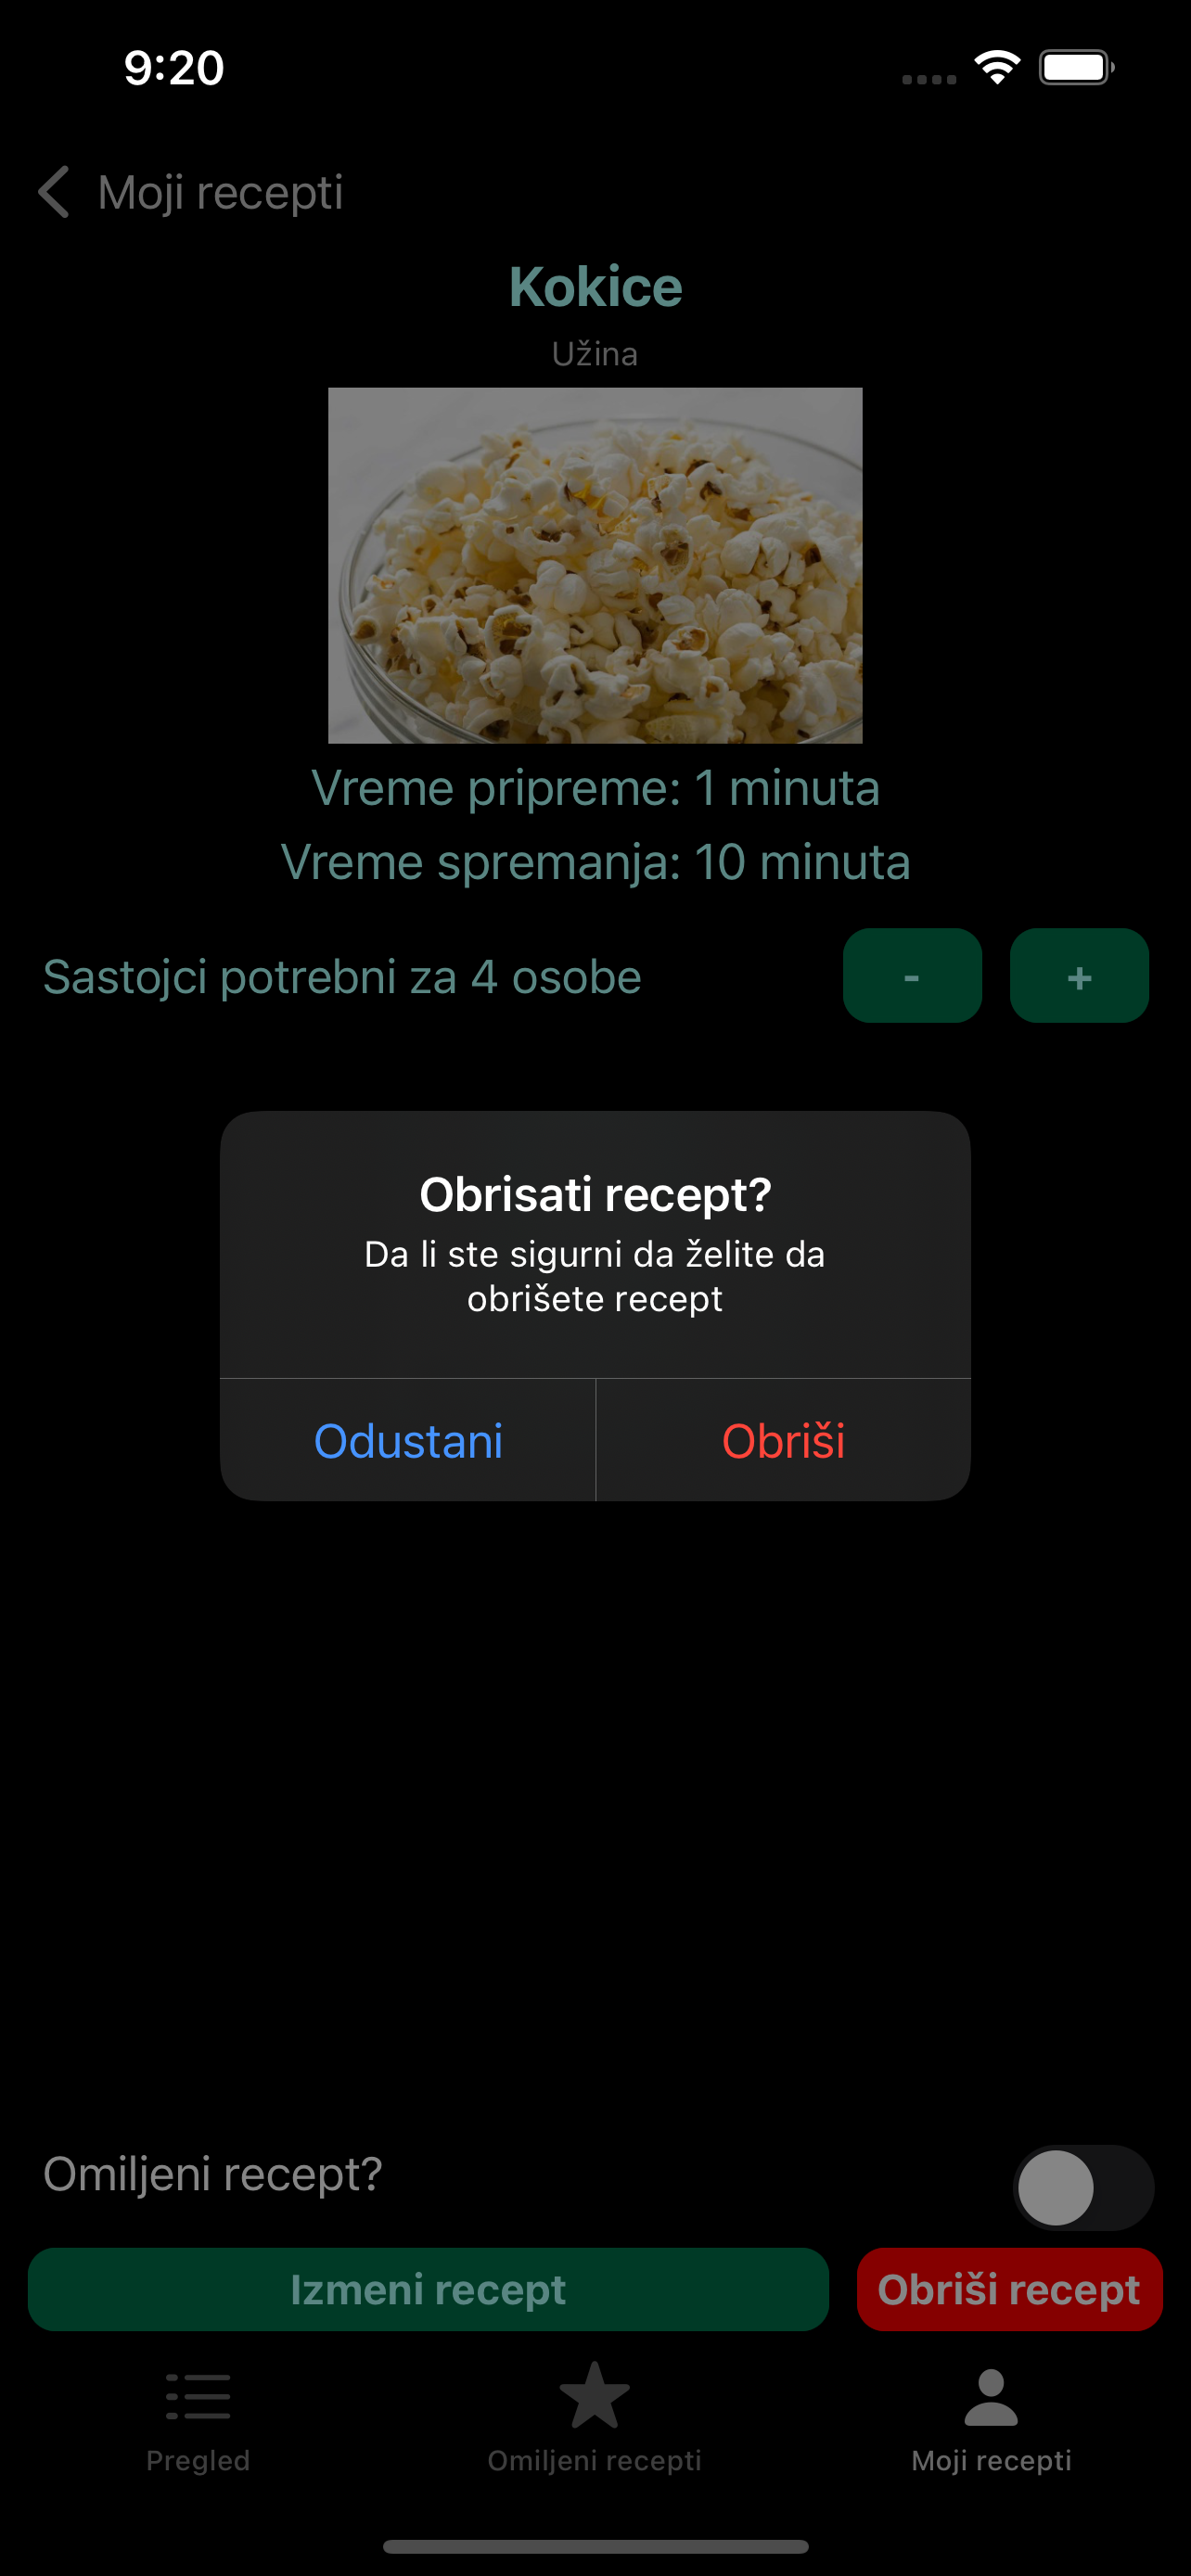 9:20
Moji recepti
Kokice
Užina
Vreme pripreme: 1 minuta
Vreme spremanja: 10 minuta
Sastojci potrebni za 4 osobe
-
+
Obrisati recept?
Da li ste sigurni da želite da
obrišete recept
Odustani
Obriši
Omiljeni recept?
Izmeni recept
Obriši recept
Pregled
Omiljeni recepti
Moji recepti